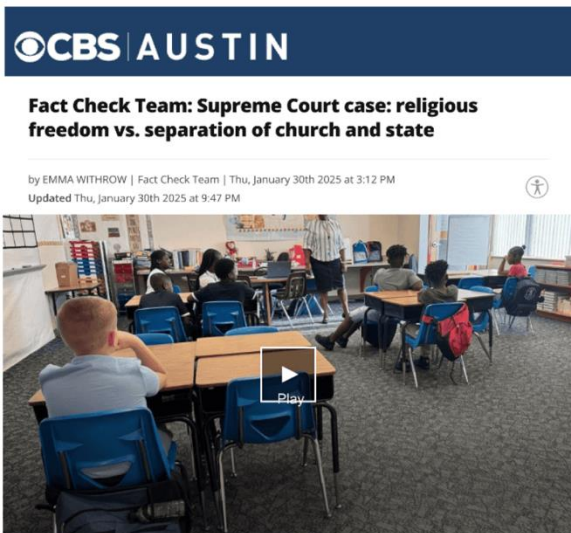 CBS AUSTIN
Fact Check Team: Supreme Court case: religious
freedom vs. separation of church and state
by EMMA WITHROW | Fact Check Team | Thu, January 30th 2025 at 3:12 PM
Updated Thu, January 30th 2025 at 9:47 PM
Play